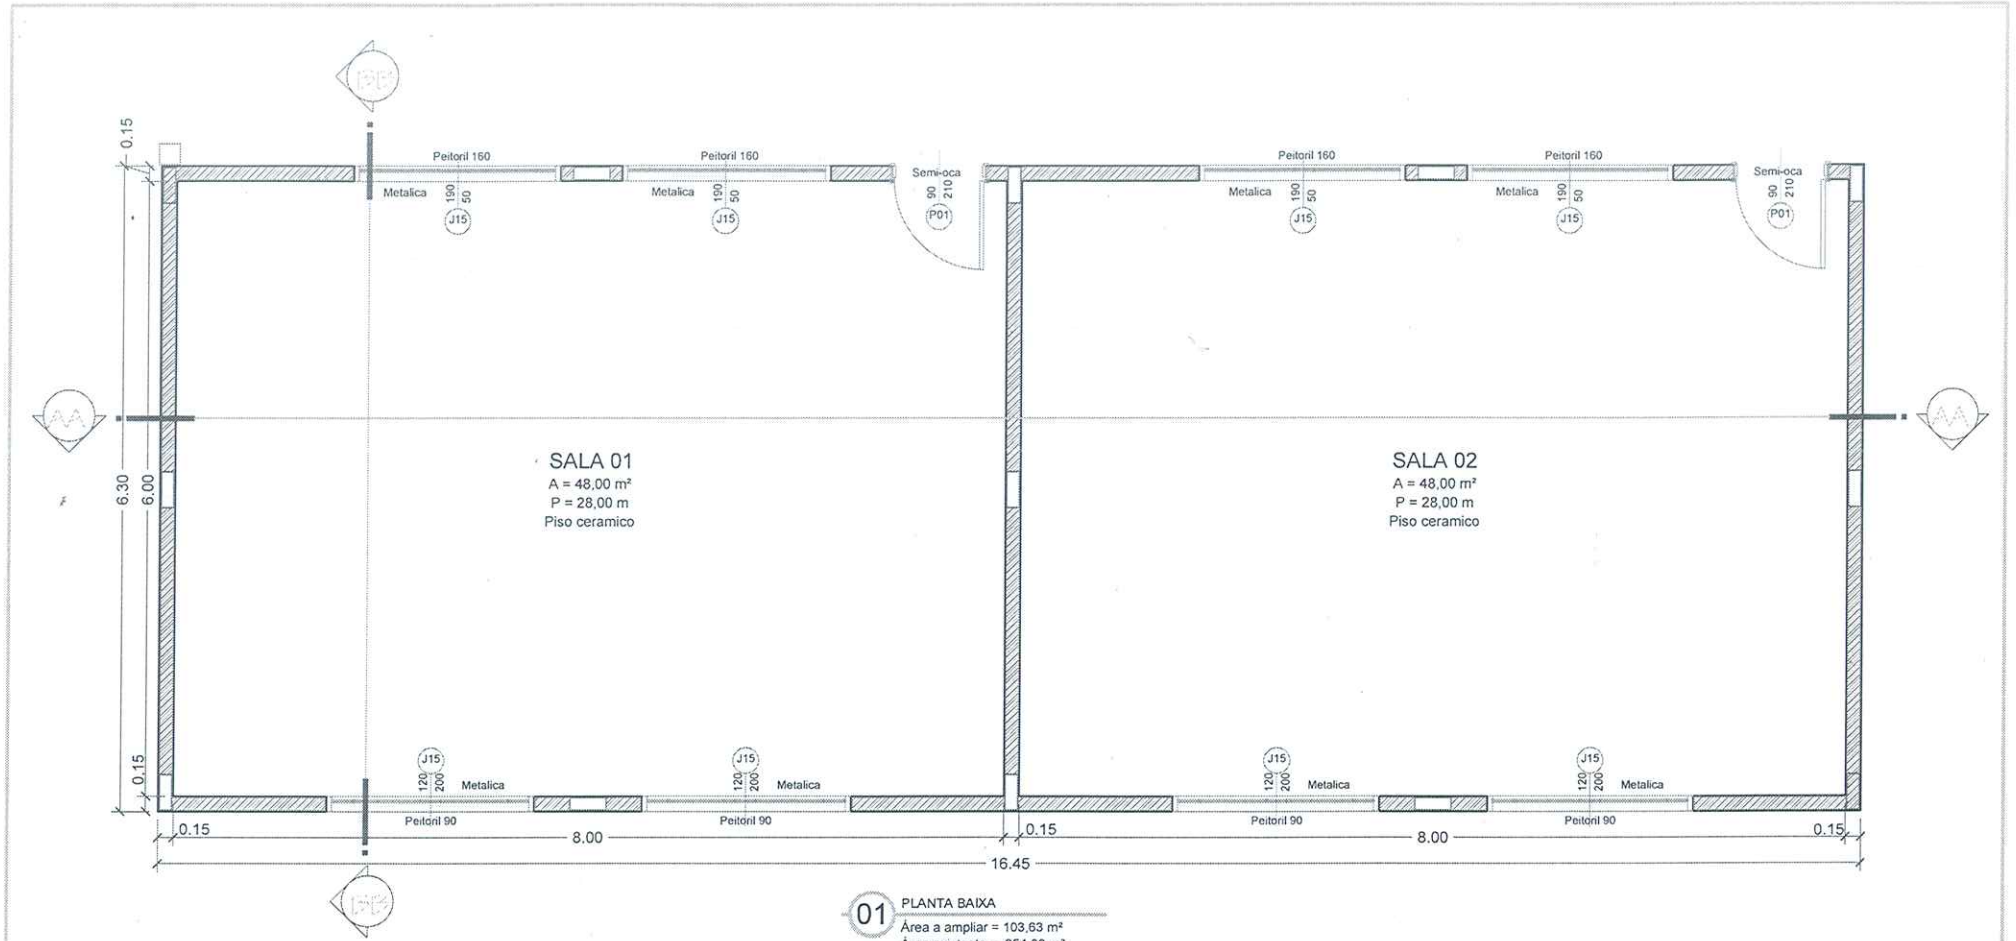 BB
0.15
Peitoril 160
Peitoril 160
Peitoril 160
Peitoril 160
Semi-oca
Semi-oca
Metalica
190
50
J15
Metalica
190
50
J15
90
210
P01
Metalica
190
50
J15
Metalica
190
50
J15
90
210
P01
AA
AA
6.30
6.00
SALA 01
A = 48,00 m²
P = 28,00 m
Piso ceramico
SALA 02
A = 48,00 m²
P = 28,00 m
Piso ceramico
0.15
J15
120
200
Metalica
J15
120
200
Metalica
J15
120
200
Metalica
J15
120
200
Metalica
Peitoril 90
Peitoril 90
Peitoril 90
Peitoril 90
0.15
8.00
0.15
8.00
0.15
16.45
BB
01
PLANTA BAIXA
Área a ampliar = 103,63 m²